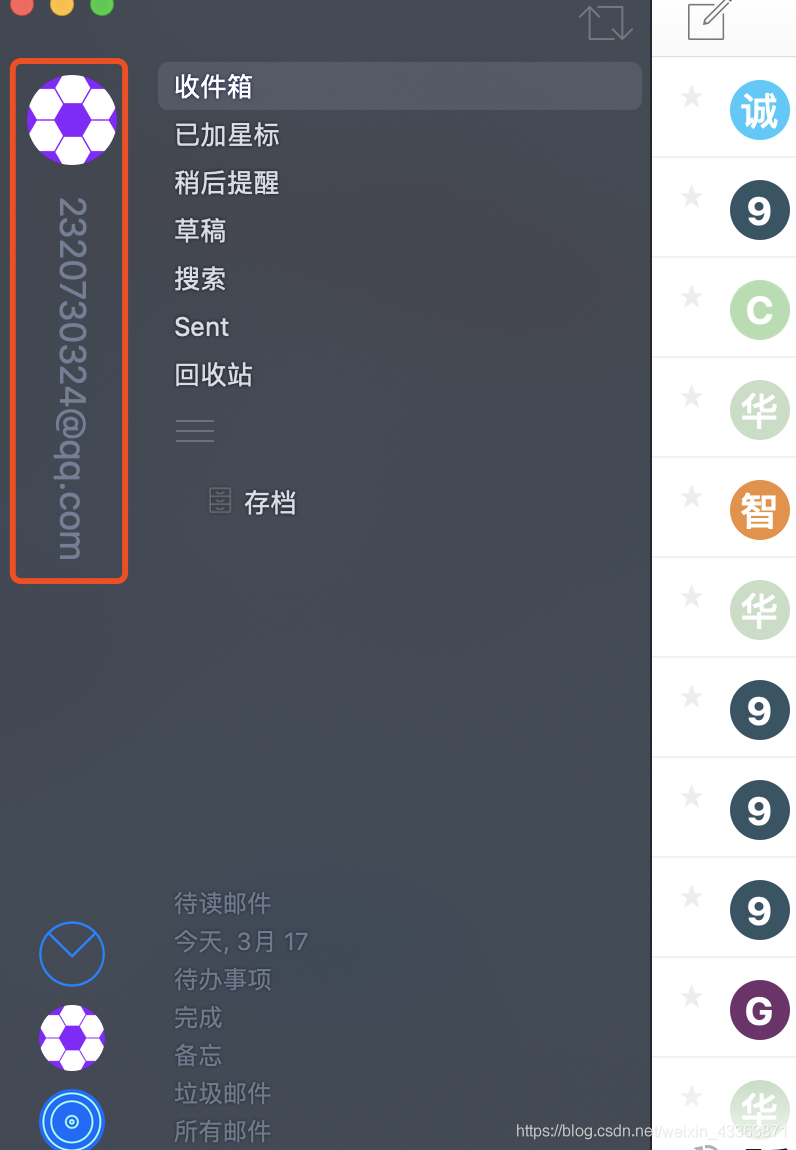 收件箱
已加星标
稍后提醒
草稿
搜索
Sent
回收站
存档
2320730324@qq.com
待读邮件
今天, 3月 17
待办事项
完成
备忘
垃圾邮件
所有邮件
诚
9
C
华
智
华
9
9
9
G
华
https://blog.csdn.net/weixin_43363871